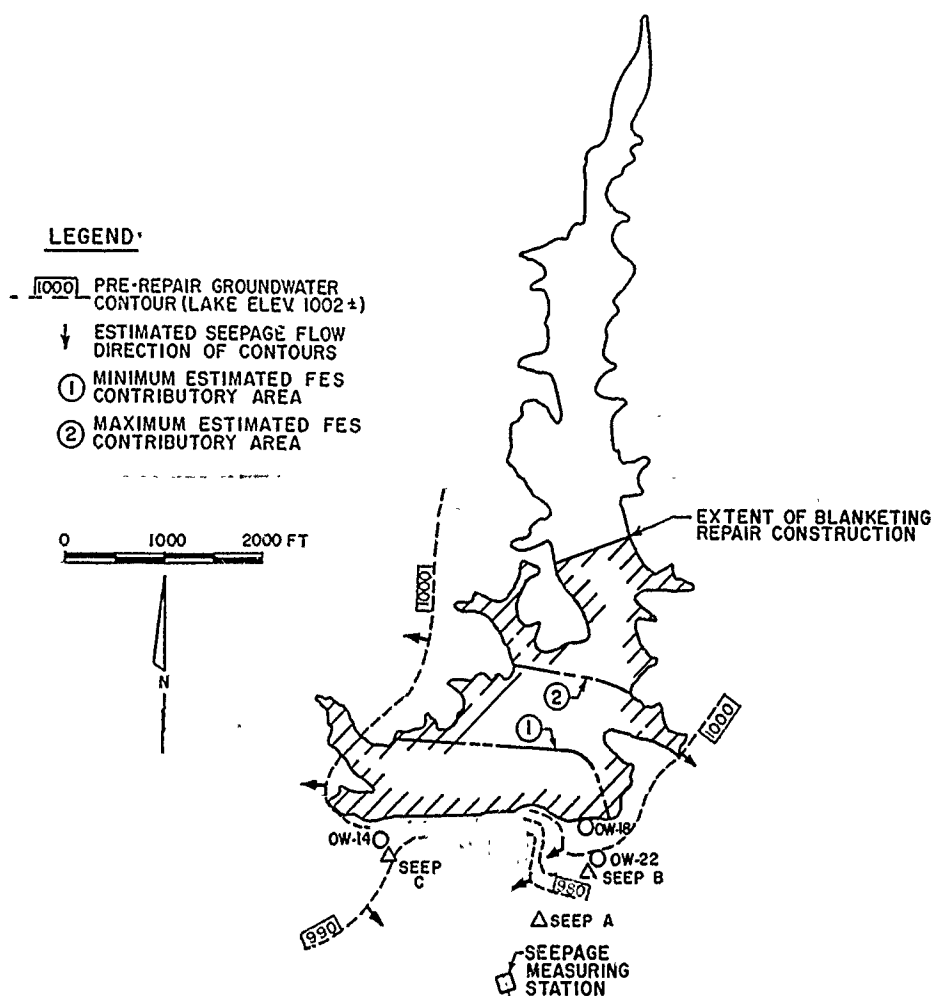 LEGEND
1000 PRE-REPAIR GROUNDWATER
CONTOUR (LAKE ELEV. 1002±)
ESTIMATED SEEPAGE FLOW
DIRECTION OF CONTOURS
1 MINIMUM ESTIMATED FES
CONTRIBUTORY AREA
2 MAXIMUM ESTIMATED FES
CONTRIBUTORY AREA
0 1000 2000 FT
N
EXTENT OF BLANKETING
REPAIR CONSTRUCTION
1000
2
1
1000
OW-14
SEEP
C
OW-18
OW-22
SEEP B
980
990
SEEP A
SEEPAGE
MEASURING
STATION